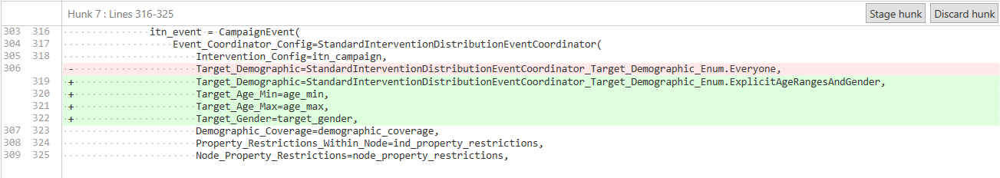 Hunk 7 : Lines 316-325
Stage hunk
Discard hunk
303 316 itn_event = CampaignEvent(
304 317 Event_Coordinator_Config=StandardInterventionDistributionEventCoordinator(
305 318 Intervention_Config=itn_campaign,
306 - Target_Demographic=StandardInterventionDistributionEventCoordinator_Target_Demographic_Enum.Everyone,
319 + Target_Demographic=StandardInterventionDistributionEventCoordinator_Target_Demographic_Enum.ExplicitAgeRangesAndGender,
320 + Target_Age_Min=age_min,
321 + Target_Age_Max=age_max,
322 + Target_Gender=target_gender,
307 323 Demographic_Coverage=demographic_coverage,
308 324 Property_Restrictions_Within_Node=ind_property_restrictions,
309 325 Node_Property_Restrictions=node_property_restrictions,